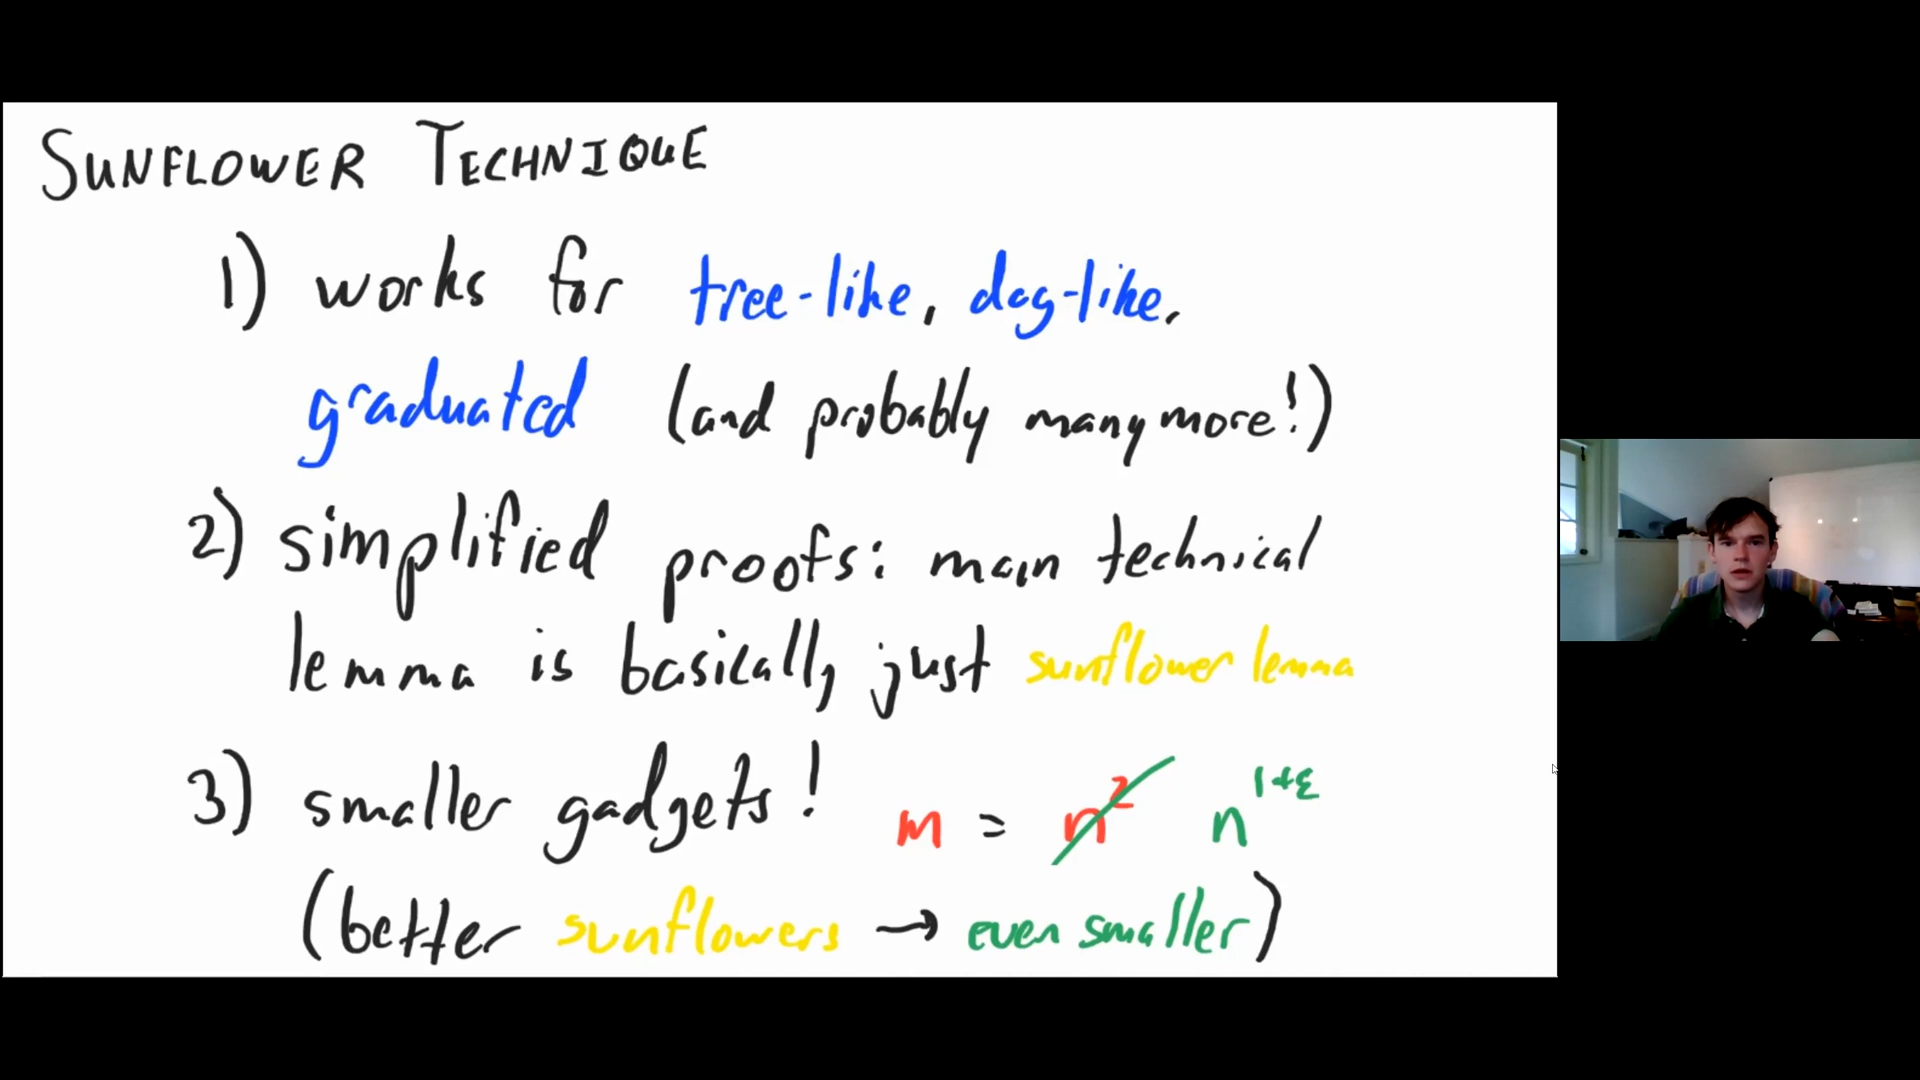 SUNFLOWER TECHNIQUE
1) works for tree-like, dag-like,
graduated (and probably many more!)
2) simplified proofs: main technical
lemma is basically just sunflower lemma
3) smaller gadgets! m = n² n^{1+ε}
(better sunflowers → even smaller)